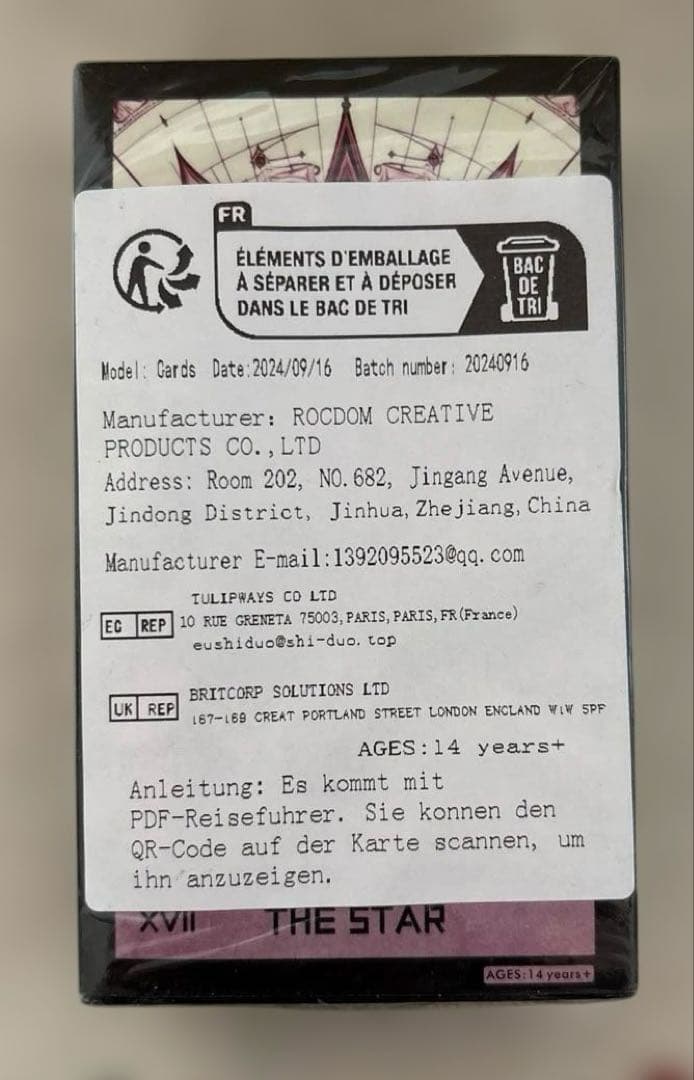 FR
ÉLÉMENTS D'EMBALLAGE
À SÉPARER ET À DÉPOSER
DANS LE BAC DE TRI
BAC
DE
TRI
Model: Cards Date:2024/09/16 Batch number: 20240916
Manufacturer: ROCDOM CREATIVE
PRODUCTS CO.,LTD
Address: Room 202, NO.682, Jingang Avenue,
Jindong District, Jinhua, Zhejiang, China
Manufacturer E-mail:1392095523@qq.com
TULIPWAYS CO LTD
EC REP 10 RUE GRENETA 75003, PARIS, PARIS, FR(France)
eushiduo@shi-duo.top
BRITCORP SOLUTIONS LTD
UK REP 167-169 GREAT PORTLAND STREET LONDON ENGLAND W1W 5PF
AGES:14 years+
Anleitung: Es kommt mit
PDF-Reisefuhrer. Sie konnen den
QR-Code auf der Karte scannen, um
ihn anzuzeigen.
XVII THE STAR
AGES:14 years+